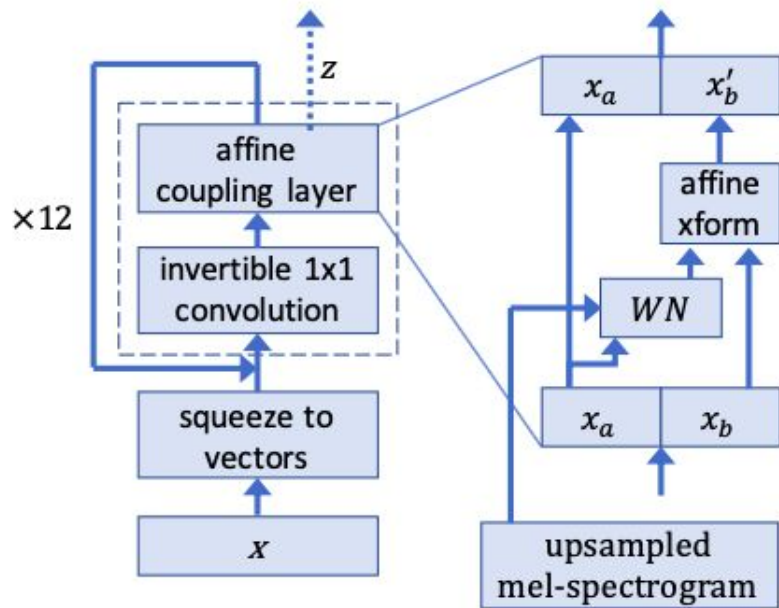 z
affine
coupling layer
×12
invertible 1x1
convolution
squeeze to
vectors
x
x_a x_b′
affine
xform
WN
x_a x_b
upsampled
mel-spectrogram